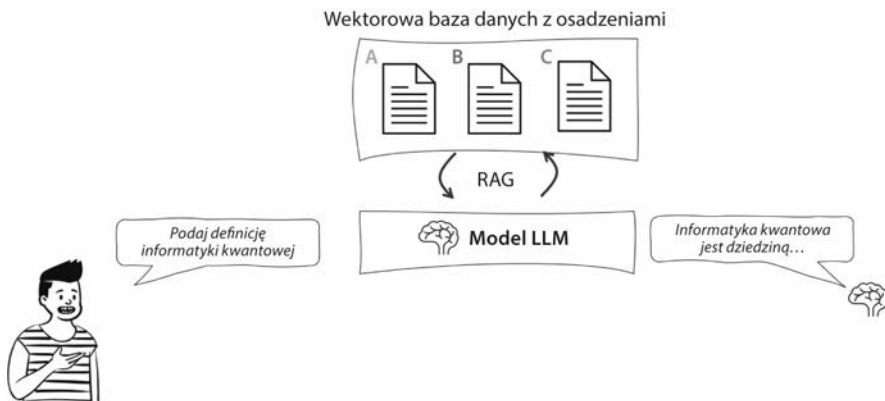 Wektorowa baza danych z osadzeniami
A B C
RAG
Podaj definicję
informatyki kwantowej
Model LLM
Informatyka kwantowa
jest dziedziną...